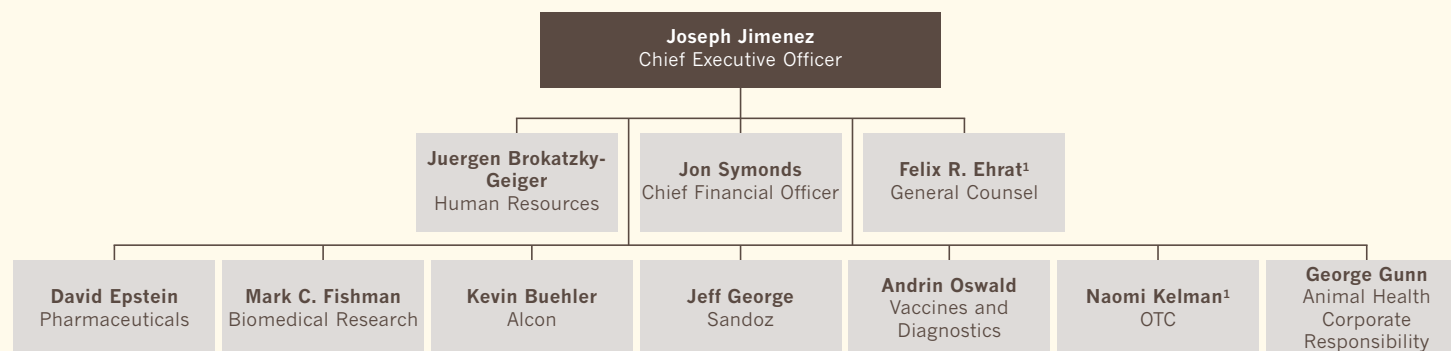 Joseph Jimenez
Chief Executive Officer
Juergen Brokatzky-
Geiger
Human Resources
Jon Symonds
Chief Financial Officer
Felix R. Ehrat¹
General Counsel
David Epstein
Pharmaceuticals
Mark C. Fishman
Biomedical Research
Kevin Buehler
Alcon
Jeff George
Sandoz
Andrin Oswald
Vaccines and
Diagnostics
Naomi Kelman¹
OTC
George Gunn
Animal Health
Corporate
Responsibility